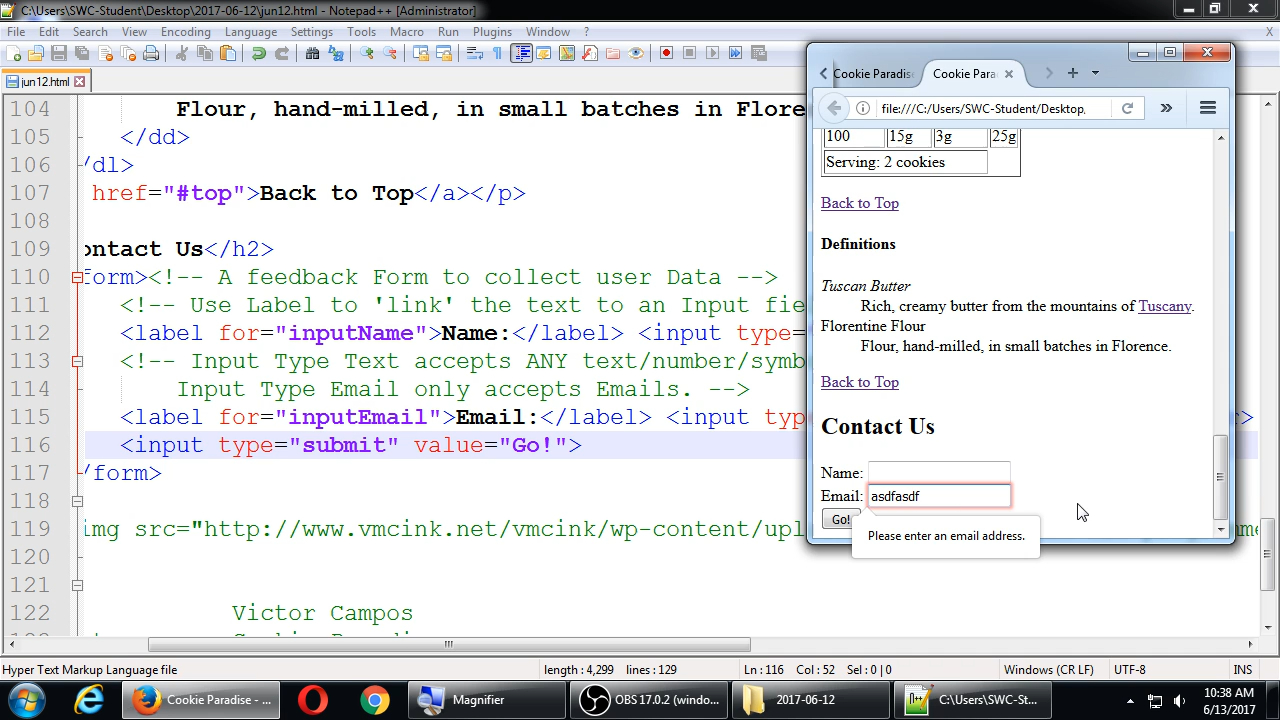 C:\Users\SWC-Student\Desktop\2017-06-12\jun12.html - Notepad++ [Administrator]
File Edit Search View Encoding Language Settings Tools Macro Run Plugins Window ?
X
jun12.html
104 Flour, hand-milled, in small batches in Flore
105 </dd>
106 /dl>
107 href="#top">Back to Top</a></p>
108
109 ontact Us</h2>
110 form><!-- A feedback Form to collect user Data -->
111 <!-- Use Label to 'link' the text to an Input fie
112 <label for="inputName">Name:</label> <input type=
113 <!-- Input Type Text accepts ANY text/number/symb
114 Input Type Email only accepts Emails. -->
115 <label for="inputEmail">Email:</label> <input typ >
116 <input type="submit" value="Go!">
117 /form>
118
119 img src="http://www.vmcink.net/vmcink/wp-content/upl mme
120
121
122 Victor Campos
Cookie Paradis
Cookie Para
file:///C:/Users/SWC-Student/Desktop,
100 15g 3g 25g
Serving: 2 cookies
Back to Top
Definitions
Tuscan Butter
Rich, creamy butter from the mountains of Tuscany.
Florentine Flour
Flour, hand-milled, in small batches in Florence.
Back to Top
Contact Us
Name:
Email: asdfasdf
Go!
Please enter an email address.
Hyper Text Markup Language file length : 4,299 lines : 129 Ln : 116 Col : 52 Sel : 0 | 0 Windows (CR LF) UTF-8 INS
Cookie Paradise - ...
Magnifier
OBS 17.0.2 (windo...
2017-06-12
C:\Users\SWC-St...
10:38 AM
6/13/2017